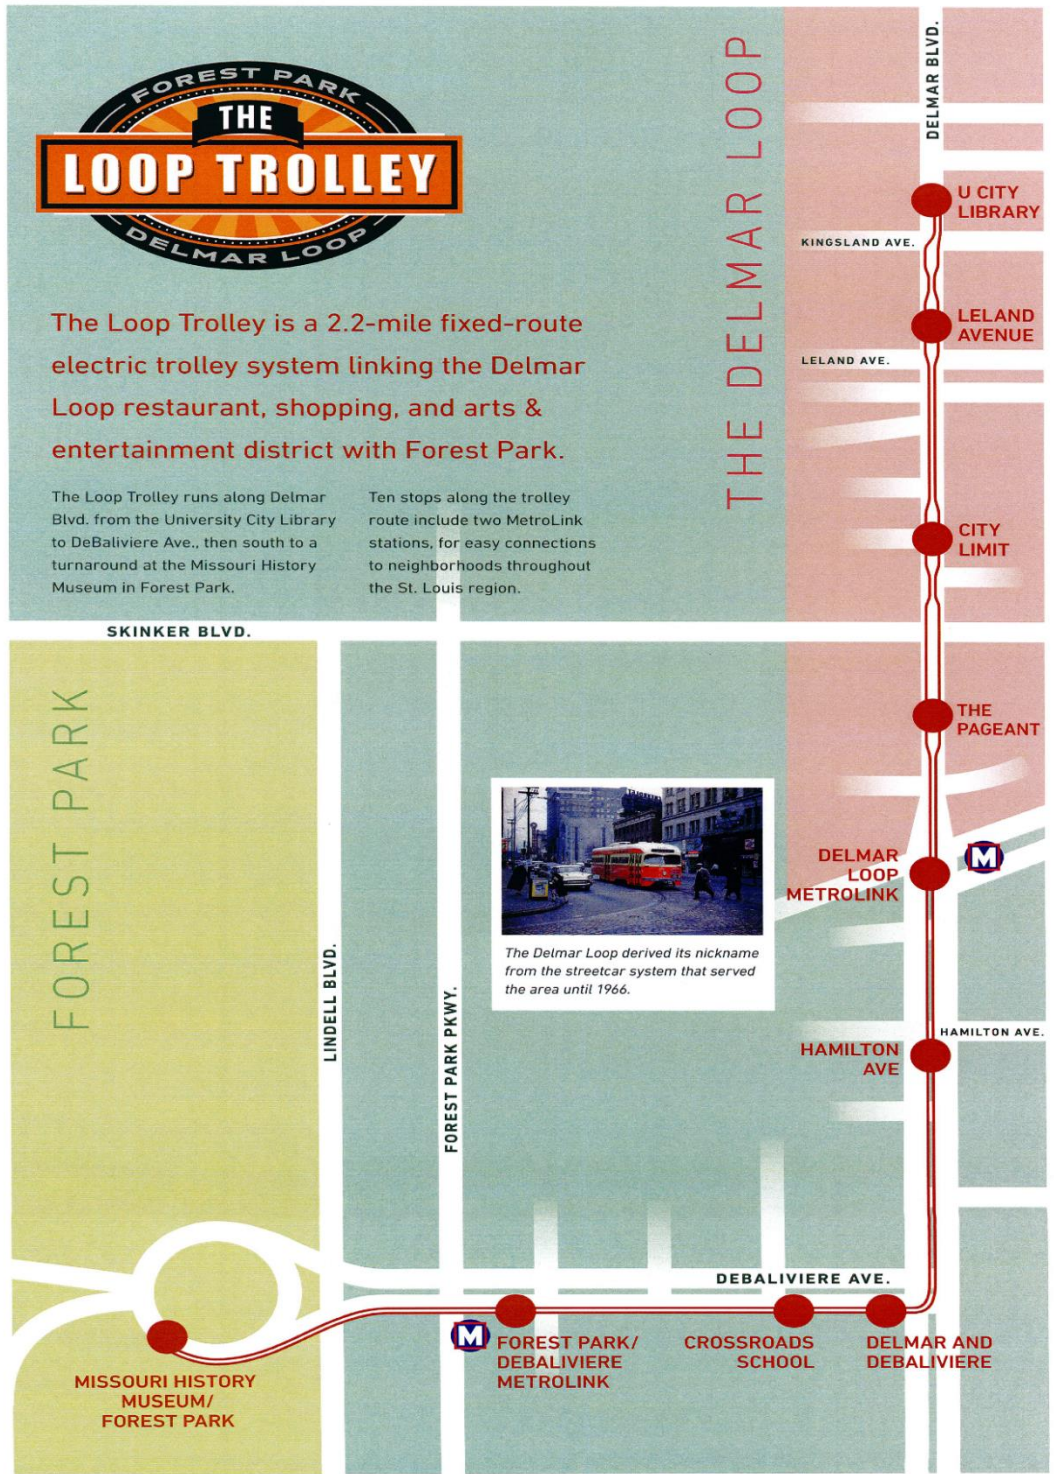 FOREST PARK
THE
LOOP TROLLEY
DELMAR LOOP
The Loop Trolley is a 2.2-mile fixed-route
electric trolley system linking the Delmar
Loop restaurant, shopping, and arts &
entertainment district with Forest Park.
The Loop Trolley runs along Delmar
Blvd. from the University City Library
to DeBaliviere Ave., then south to a
turnaround at the Missouri History
Museum in Forest Park.
Ten stops along the trolley
route include two MetroLink
stations, for easy connections
to neighborhoods throughout
the St. Louis region.
THE DELMAR LOOP
DELMAR BLVD.
U CITY
LIBRARY
KINGSLAND AVE.
LELAND
AVENUE
LELAND AVE.
CITY
LIMIT
SKINKER BLVD.
FOREST PARK
THE
PAGEANT
DELMAR
LOOP
METROLINK
M
The Delmar Loop derived its nickname
from the streetcar system that served
the area until 1966.
LINDELL BLVD.
FOREST PARK PKWY.
HAMILTON AVE.
HAMILTON
AVE
DEBALIVIERE AVE.
M
FOREST PARK/
DEBALIVIERE
METROLINK
CROSSROADS
SCHOOL
DELMAR AND
DEBALIVIERE
MISSOURI HISTORY
MUSEUM/
FOREST PARK